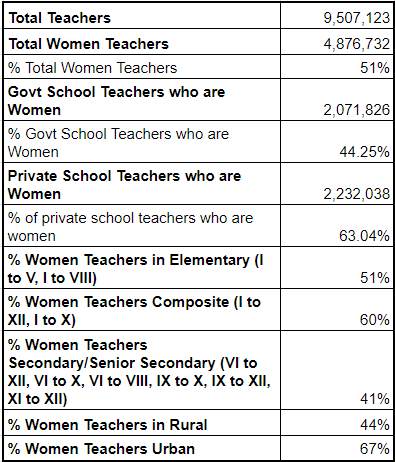 Total Teachers 9,507,123
Total Women Teachers 4,876,732
% Total Women Teachers 51%
Govt School Teachers who are
Women 2,071,826
% Govt School Teachers who are
Women 44.25%
Private School Teachers who are
Women 2,232,038
% of private school teachers who are
women 63.04%
% Women Teachers in Elementary (I
to V, I to VIII) 51%
% Women Teachers Composite (I to
XII, I to X) 60%
% Women Teachers
Secondary/Senior Secondary (VI to
XII, VI to X, VI to VIII, IX to X, IX to XII,
XI to XII) 41%
% Women Teachers in Rural 44%
% Women Teachers Urban 67%